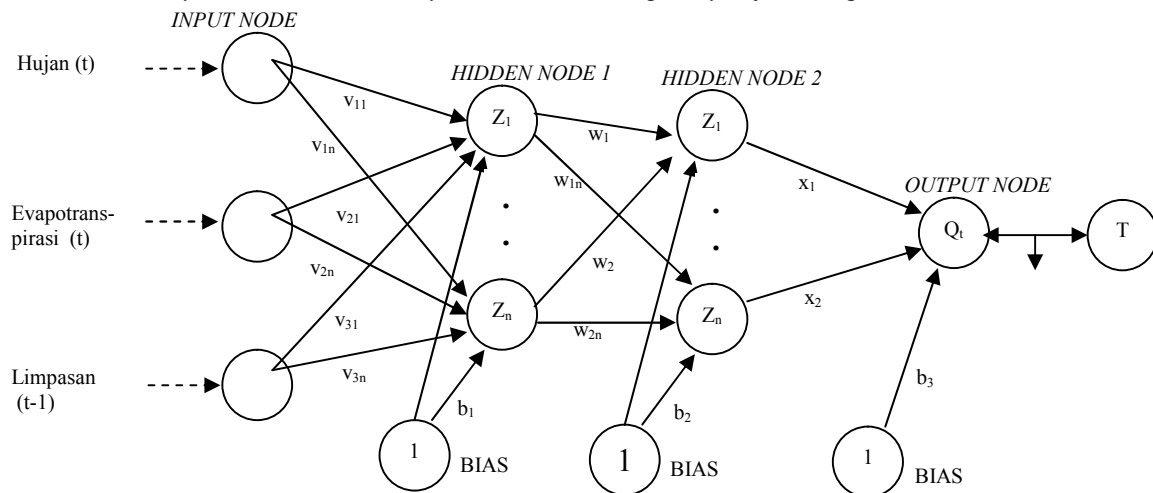 INPUT NODE
Hujan (t)
HIDDEN NODE 1
HIDDEN NODE 2
v11
Z1
w1
Z1
v1n
x1
w1n
OUTPUT NODE
Evapotrans-
pirasi (t)
v21
Qt
T
v2n
w2
Zn
x2
Zn
v31
w2n
v3n
Limpasan
(t-1)
b1
b2
b3
1
BIAS
1
BIAS
1
BIAS